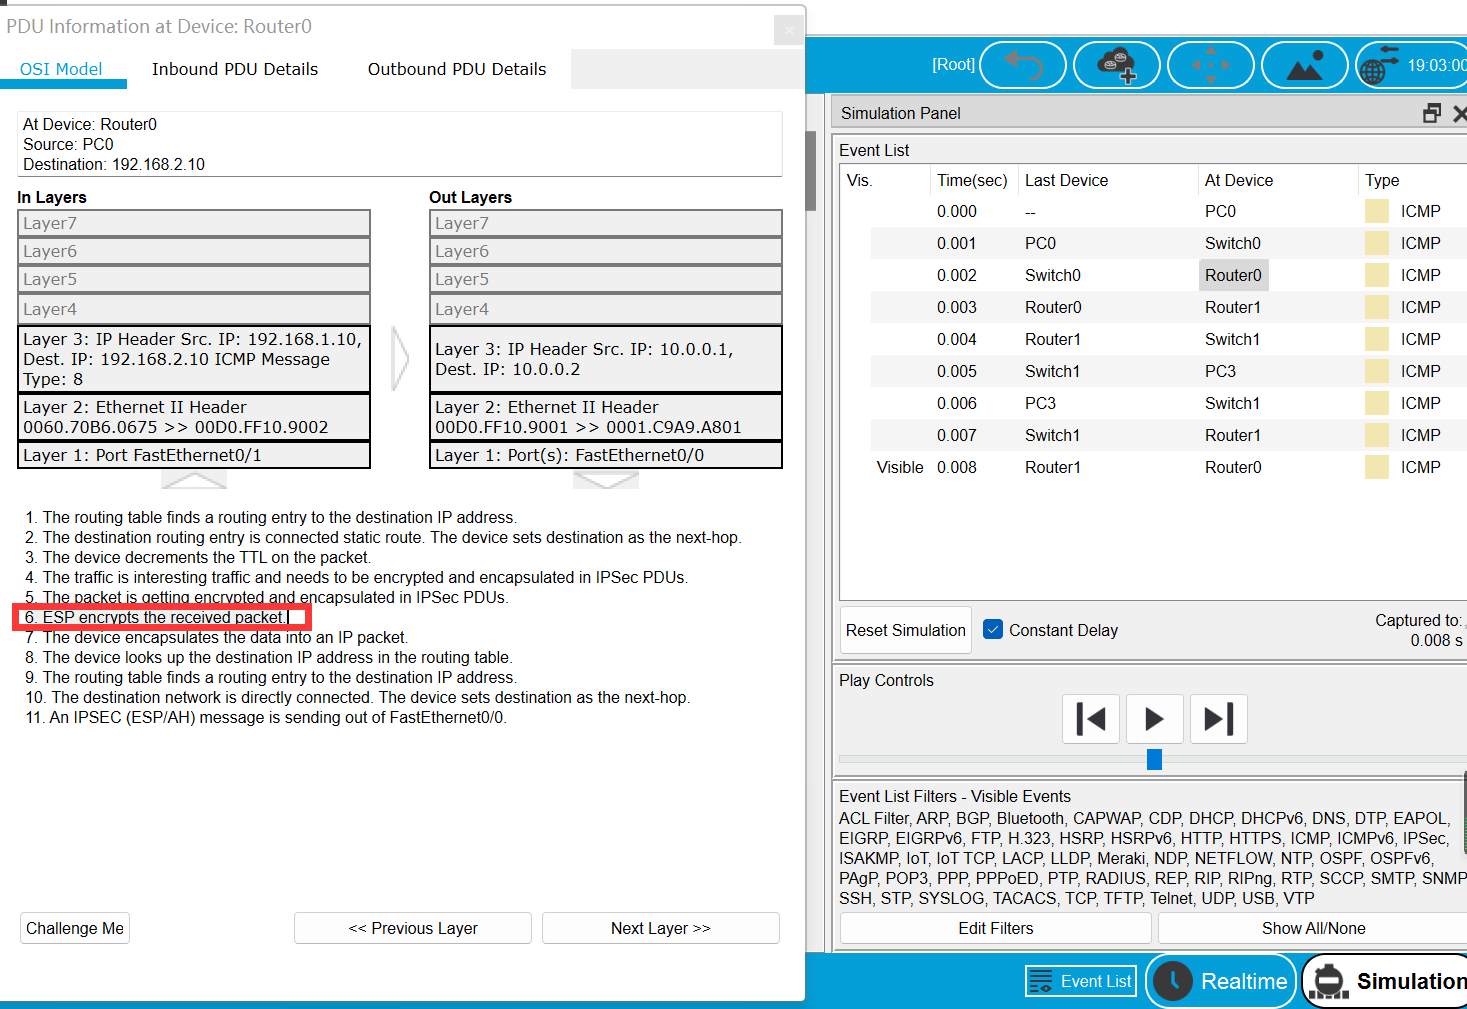 PDU Information at Device: Router0
OSI Model
Inbound PDU Details
Outbound PDU Details
At Device: Router0
Source: PC0
Destination: 192.168.2.10
In Layers
Layer7
Layer6
Layer5
Layer4
Layer 3: IP Header Src. IP: 192.168.1.10,
Dest. IP: 192.168.2.10 ICMP Message
Type: 8
Layer 2: Ethernet II Header
0060.70B6.0675 >> 00D0.FF10.9002
Layer 1: Port FastEthernet0/1
Out Layers
Layer7
Layer6
Layer5
Layer4
Layer 3: IP Header Src. IP: 10.0.0.1,
Dest. IP: 10.0.0.2
Layer 2: Ethernet II Header
00D0.FF10.9001 >> 0001.C9A9.A801
Layer 1: Port(s): FastEthernet0/0
1. The routing table finds a routing entry to the destination IP address.
2. The destination routing entry is connected static route. The device sets destination as the next-hop.
3. The device decrements the TTL on the packet.
4. The traffic is interesting traffic and needs to be encrypted and encapsulated in IPSec PDUs.
5. The packet is getting encrypted and encapsulated in IPSec PDUs.
6. ESP encrypts the received packet.
7. The device encapsulates the data into an IP packet.
8. The device looks up the destination IP address in the routing table.
9. The routing table finds a routing entry to the destination IP address.
10. The destination network is directly connected. The device sets destination as the next-hop.
11. An IPSEC (ESP/AH) message is sending out of FastEthernet0/0.
Challenge Me
<< Previous Layer
Next Layer >>
[Root]
19:03:00
Simulation Panel
Event List
Vis. Time(sec) Last Device At Device Type
0.000 -- PC0 ICMP
0.001 PC0 Switch0 ICMP
0.002 Switch0 Router0 ICMP
0.003 Router0 Router1 ICMP
0.004 Router1 Switch1 ICMP
0.005 Switch1 PC3 ICMP
0.006 PC3 Switch1 ICMP
0.007 Switch1 Router1 ICMP
Visible 0.008 Router1 Router0 ICMP
Reset Simulation
Constant Delay
Captured to:
0.008 s
Play Controls
Event List Filters - Visible Events
ACL Filter, ARP, BGP, Bluetooth, CAPWAP, CDP, DHCP, DHCPv6, DNS, DTP, EAPOL,
EIGRP, EIGRPv6, FTP, H.323, HSRP, HSRPv6, HTTP, HTTPS, ICMP, ICMPv6, IPSec,
ISAKMP, IoT, IoT TCP, LACP, LLDP, Meraki, NDP, NETFLOW, NTP, OSPF, OSPFv6,
PAgP, POP3, PPP, PPPoED, PTP, RADIUS, REP, RIP, RIPng, RTP, SCCP, SMTP, SNMP
SSH, STP, SYSLOG, TACACS, TCP, TFTP, Telnet, UDP, USB, VTP
Edit Filters
Show All/None
Event List
Realtime
Simulation